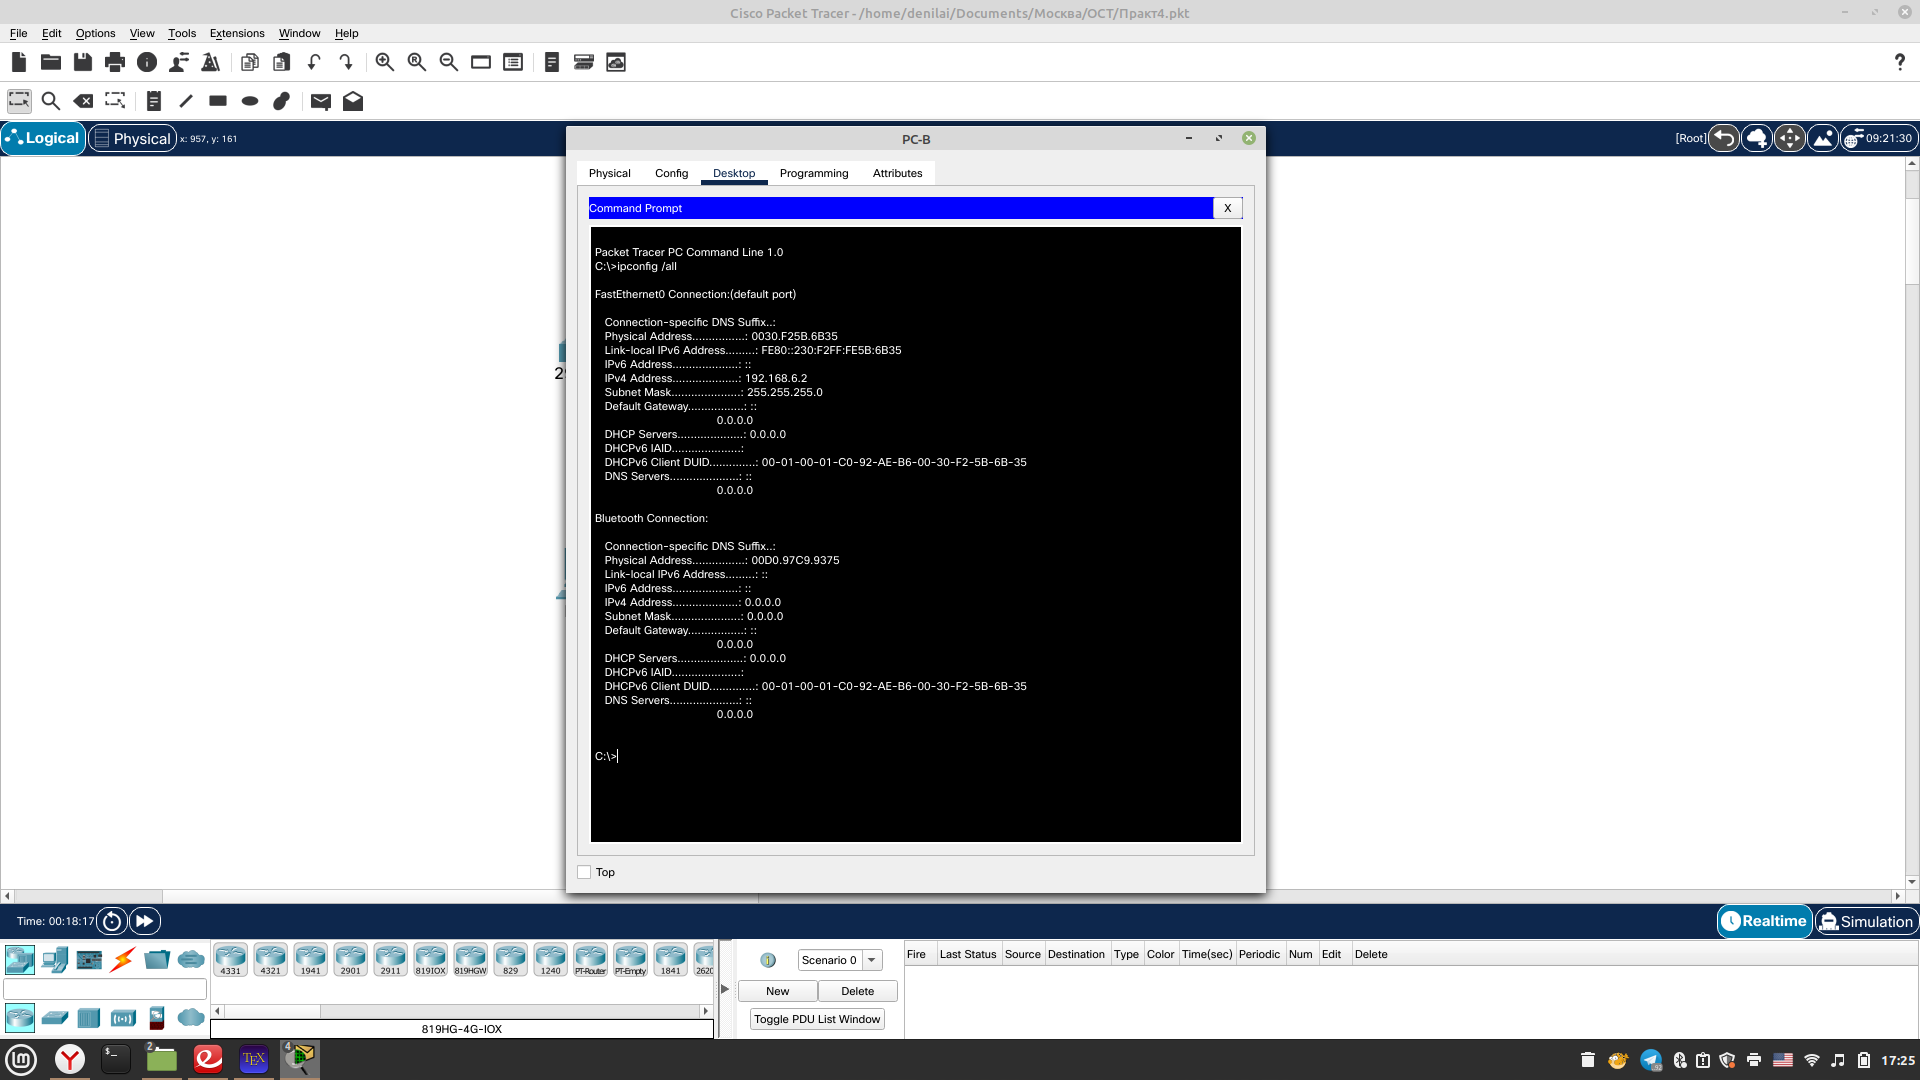 Cisco Packet Tracer - /home/denilai/Documents/Москва/ОСТ/Практ4.pkt
File Edit Options View Tools Extensions Window Help
Logical Physical x: 957, y: 161
[Root] 09:21:30
PC-B
Physical Config Desktop Programming Attributes
Command Prompt X
Packet Tracer PC Command Line 1.0
C:\>ipconfig /all
FastEthernet0 Connection:(default port)
Connection-specific DNS Suffix..:
Physical Address................: 0030.F25B.6B35
Link-local IPv6 Address.........: FE80::230:F2FF:FE5B:6B35
IPv6 Address....................: ::
IPv4 Address....................: 192.168.6.2
Subnet Mask.....................: 255.255.255.0
Default Gateway.................: ::
0.0.0.0
DHCP Servers....................: 0.0.0.0
DHCPv6 IAID.....................:
DHCPv6 Client DUID..............: 00-01-00-01-C0-92-AE-B6-00-30-F2-5B-6B-35
DNS Servers.....................: ::
0.0.0.0
Bluetooth Connection:
Connection-specific DNS Suffix..:
Physical Address................: 00D0.97C9.9375
Link-local IPv6 Address.........: ::
IPv6 Address....................: ::
IPv4 Address....................: 0.0.0.0
Subnet Mask.....................: 0.0.0.0
Default Gateway.................: ::
0.0.0.0
DHCP Servers....................: 0.0.0.0
DHCPv6 IAID.....................:
DHCPv6 Client DUID..............: 00-01-00-01-C0-92-AE-B6-00-30-F2-5B-6B-35
DNS Servers.....................: ::
0.0.0.0
C:\>
Top
Time: 00:18:17
Realtime Simulation
4331 4321 1941 2901 2911 819IOX 819HGW 829 1240 PT-Router PT-Empty 1841 2620
819HG-4G-IOX
Scenario 0
New Delete
Toggle PDU List Window
Fire Last Status Source Destination Type Color Time(sec) Periodic Num Edit Delete
2 TEX 4
17:25